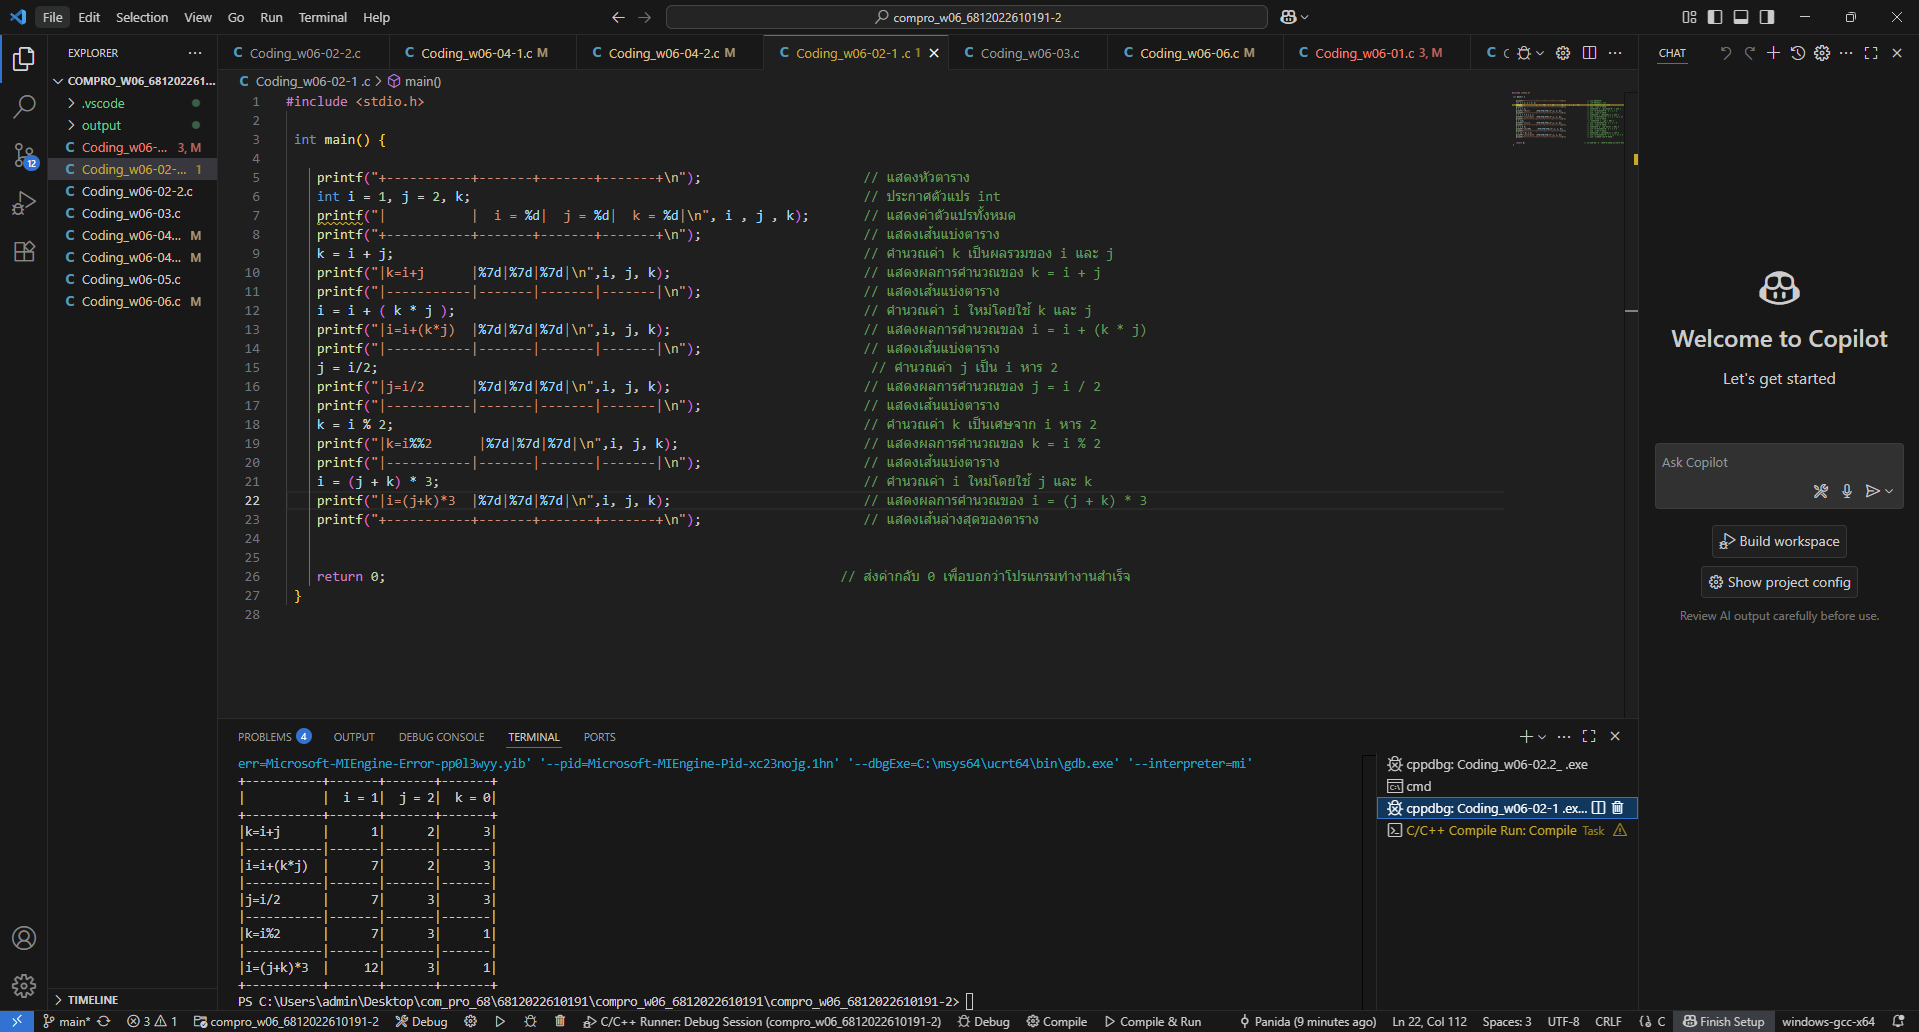 File Edit Selection View Go Run Terminal Help
compro_w06_6812022610191-2
EXPLORER
COMPRO_W06_681202261...
.vscode
output
Coding_w06-... 3, M
Coding_w06-02-... 1
Coding_w06-02-2.c
Coding_w06-03.c
Coding_w06-04... M
Coding_w06-04... M
Coding_w06-05.c
Coding_w06-06.c M
TIMELINE
Coding_w06-02-2.c Coding_w06-04-1.c M Coding_w06-04-2.c M Coding_w06-02-1 .c 1 Coding_w06-03.c Coding_w06-06.c M Coding_w06-01.c 3, M
Coding_w06-02-1 .c > main()
1 #include <stdio.h>
2
3 int main() {
4
5 printf("+-----------+-------+-------+-------+\n"); // แสดงหัวตาราง
6 int i = 1, j = 2, k; // ประกาศตัวแปร int
7 printf("|           |  i = %d|  j = %d|  k = %d|\n", i , j , k); // แสดงค่าตัวแปรทั้งหมด
8 printf("+-----------+-------+-------+-------+\n"); // แสดงเส้นแบ่งตาราง
9 k = i + j; // คำนวณค่า k เป็นผลรวมของ i และ j
10 printf("|k=i+j      |%7d|%7d|%7d|\n",i, j, k); // แสดงผลการคำนวณของ k = i + j
11 printf("|-----------|-------|-------|-------|\n"); // แสดงเส้นแบ่งตาราง
12 i = i + ( k * j ); // คำนวณค่า i ใหม่โดยใช้ k และ j
13 printf("|i=i+(k*j)  |%7d|%7d|%7d|\n",i, j, k); // แสดงผลการคำนวณของ i = i + (k * j)
14 printf("|-----------|-------|-------|-------|\n"); // แสดงเส้นแบ่งตาราง
15 j = i/2; // คำนวณค่า j เป็น i หาร 2
16 printf("|j=i/2      |%7d|%7d|%7d|\n",i, j, k); // แสดงผลการคำนวณของ j = i / 2
17 printf("|-----------|-------|-------|-------|\n"); // แสดงเส้นแบ่งตาราง
18 k = i % 2; // คำนวณค่า k เป็นเศษจาก i หาร 2
19 printf("|k=i%%2      |%7d|%7d|%7d|\n",i, j, k); // แสดงผลการคำนวณของ k = i % 2
20 printf("|-----------|-------|-------|-------|\n"); // แสดงเส้นแบ่งตาราง
21 i = (j + k) * 3; // คำนวณค่า i ใหม่โดยใช้ j และ k
22 printf("|i=(j+k)*3  |%7d|%7d|%7d|\n",i, j, k); // แสดงผลการคำนวณของ i = (j + k) * 3
23 printf("+-----------+-------+-------+-------+\n"); // แสดงเส้นล่างสุดของตาราง
24
25
26 return 0; // ส่งค่ากลับ 0 เพื่อบอกว่าโปรแกรมทำงานสำเร็จ
27 }
28
PROBLEMS 4 OUTPUT DEBUG CONSOLE TERMINAL PORTS
err=Microsoft-MIEngine-Error-pp0l3wyy.yib' '--pid=Microsoft-MIEngine-Pid-xc23nojg.1hn' '--dbgExe=C:\msys64\ucrt64\bin\gdb.exe' '--interpreter=mi'
+-----------+-------+-------+-------+
|           |  i = 1|  j = 2|  k = 0|
+-----------+-------+-------+-------+
|k=i+j      |      1|      2|      3|
|-----------|-------|-------|-------|
|i=i+(k*j)  |      7|      2|      3|
|-----------|-------|-------|-------|
|j=i/2      |      7|      3|      3|
|-----------|-------|-------|-------|
|k=i%2      |      7|      3|      1|
|-----------|-------|-------|-------|
|i=(j+k)*3  |     12|      3|      1|
+-----------+-------+-------+-------+
PS C:\Users\admin\Desktop\com_pro_68\6812022610191\compro_w06_6812022610191\compro_w06_6812022610191-2>
cppdbg: Coding_w06-02.2_ .exe
cmd
cppdbg: Coding_w06-02-1 .ex...
C/C++ Compile Run: Compile Task
CHAT
Welcome to Copilot
Let's get started
Ask Copilot
Build workspace
Show project config
Review AI output carefully before use.
12
main* 3 1 compro_w06_6812022610191-2 Debug C/C++ Runner: Debug Session (compro_w06_6812022610191-2) Debug Compile Compile & Run Panida (9 minutes ago) Ln 22, Col 112 Spaces: 3 UTF-8 CRLF {} C Finish Setup windows-gcc-x64